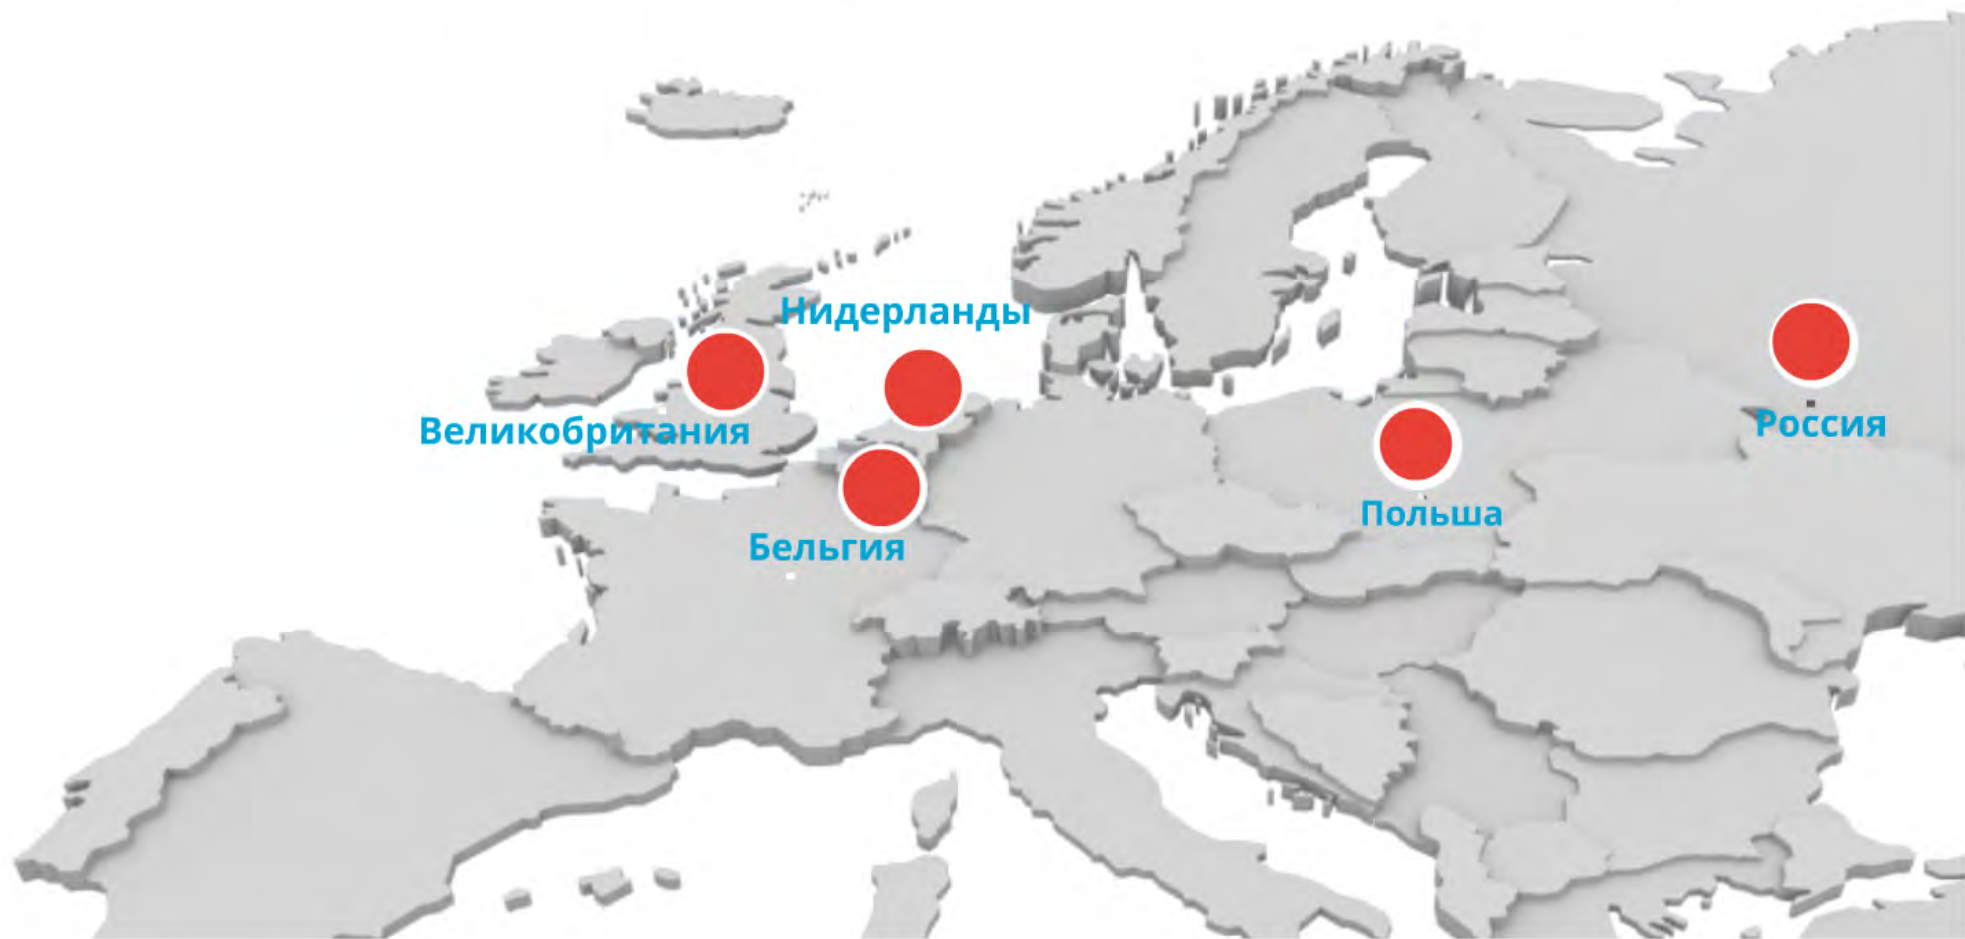 Нидерланды
Великобритания
Россия
Польша
Бельгия